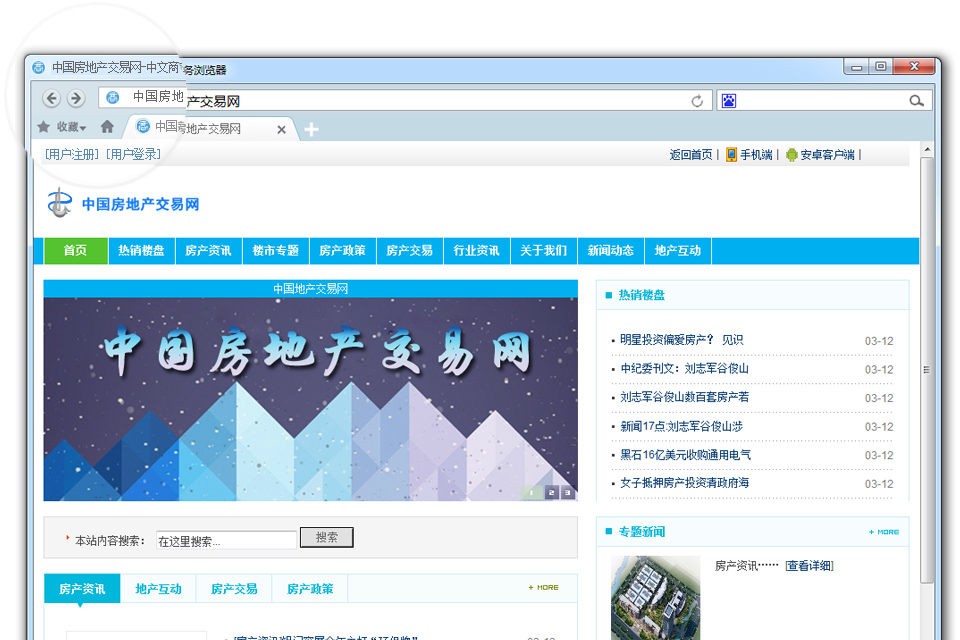 中国房地产交易网-中文商务浏览器
中国房地产交易网
收藏 中国房地产交易网
[用户注册] [用户登录] 返回首页 | 手机端 | 安卓客户端 |
中国房地产交易网
首页 热销楼盘 房产资讯 楼市专题 房产政策 房产交易 行业资讯 关于我们 新闻动态 地产互动
中国地产交易网
中国房地产交易网
1 2 3
热销楼盘
明星投资偏爱房产? 见识 03-12
中纪委刊文：刘志军谷俊山 03-12
刘志军谷俊山数百套房产若 03-12
新闻17点:刘志军谷俊山涉 03-12
黑石16亿美元收购通用电气 03-12
女子抵押房产投资清政府海 03-12
本站内容搜索： 在这里搜索... 搜索
专题新闻 + MORE
房产资讯······ [查看详细]
房产资讯 地产互动 房产交易 房产政策 + MORE